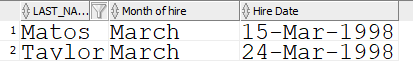 LAST_NA... Month of hire Hire Date
1 Matos March 15-Mar-1998
2 Taylor March 24-Mar-1998